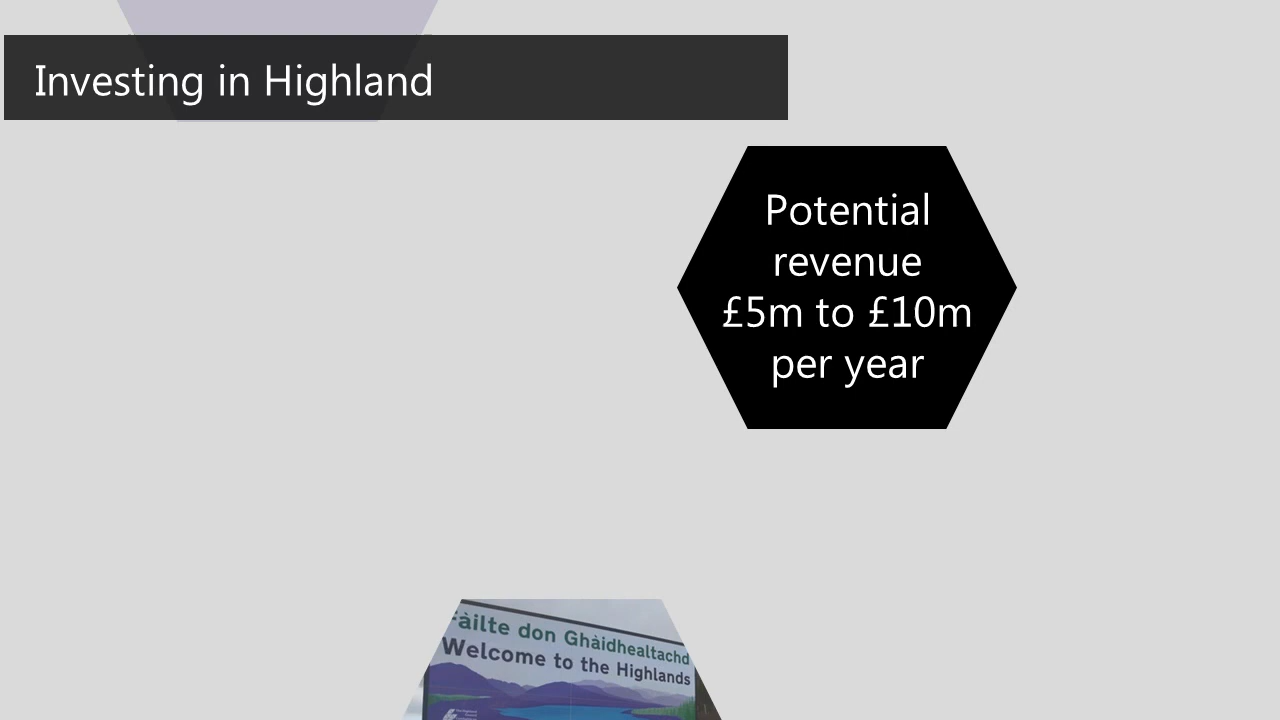 Investing in Highland
Potential
revenue
£5m to £10m
per year
Fàilte don Ghàidhealtachd
Welcome to the Highlands